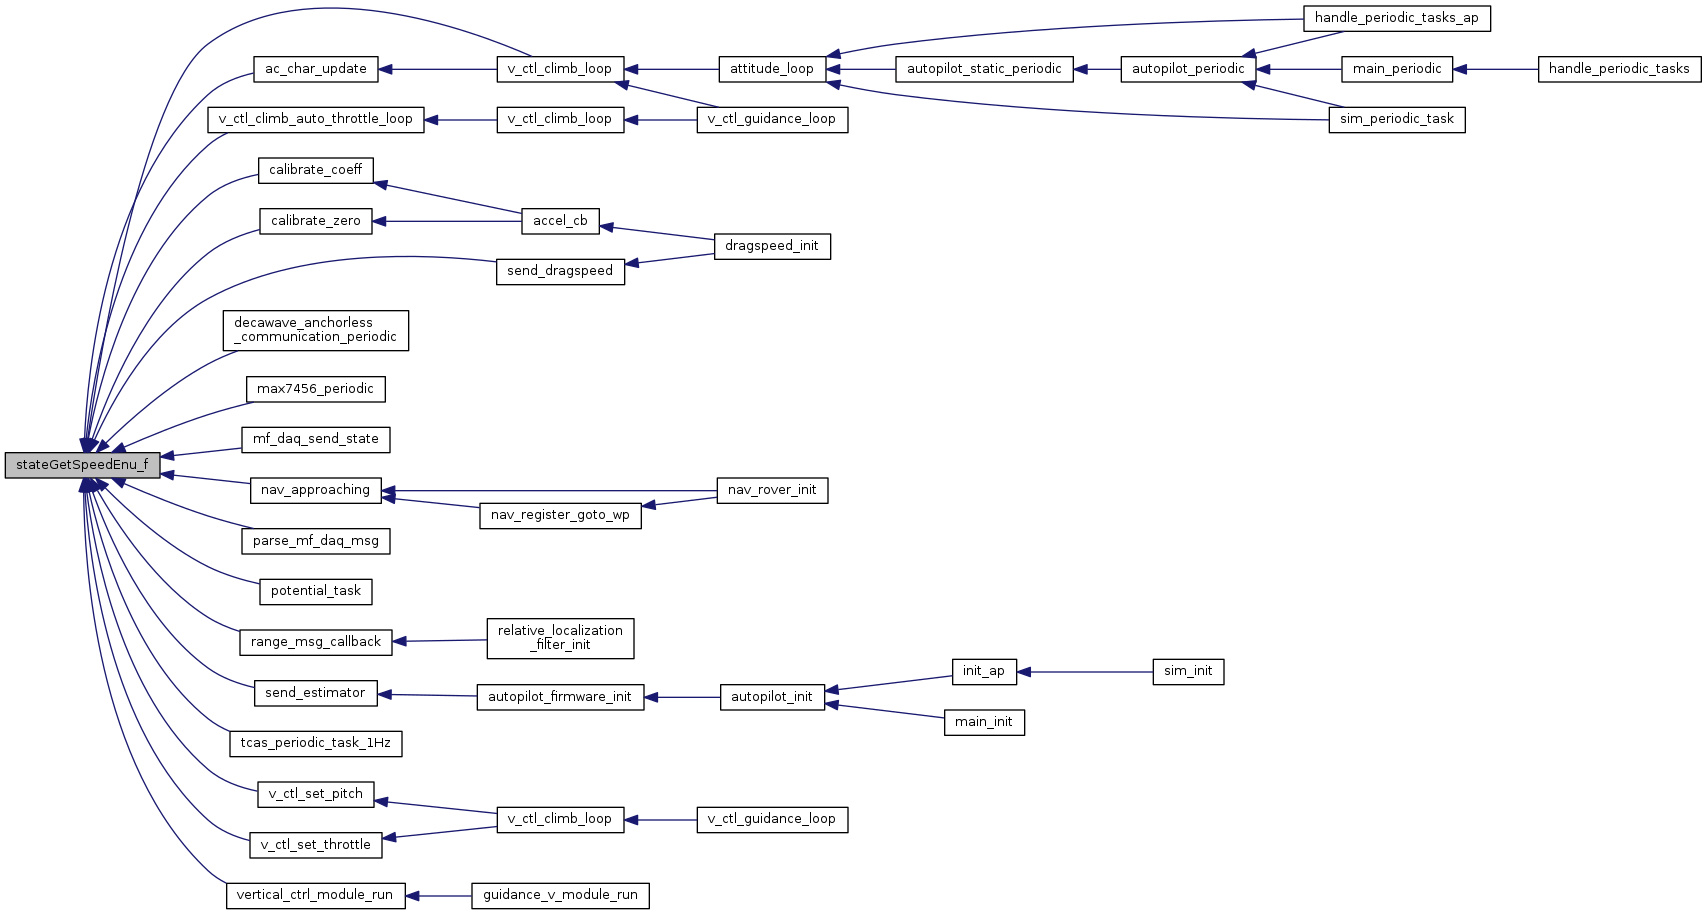 handle_periodic_tasks_ap
ac_char_update
v_ctl_climb_loop
attitude_loop
autopilot_static_periodic
autopilot_periodic
main_periodic
handle_periodic_tasks
v_ctl_climb_auto_throttle_loop
v_ctl_climb_loop
v_ctl_guidance_loop
sim_periodic_task
calibrate_coeff
calibrate_zero
accel_cb
dragspeed_init
send_dragspeed
decawave_anchorless
_communication_periodic
max7456_periodic
mf_daq_send_state
stateGetSpeedEnu_f
nav_approaching
nav_rover_init
nav_register_goto_wp
parse_mf_daq_msg
potential_task
range_msg_callback
relative_localization
_filter_init
send_estimator
autopilot_firmware_init
autopilot_init
init_ap
sim_init
main_init
tcas_periodic_task_1Hz
v_ctl_set_pitch
v_ctl_climb_loop
v_ctl_guidance_loop
v_ctl_set_throttle
vertical_ctrl_module_run
guidance_v_module_run